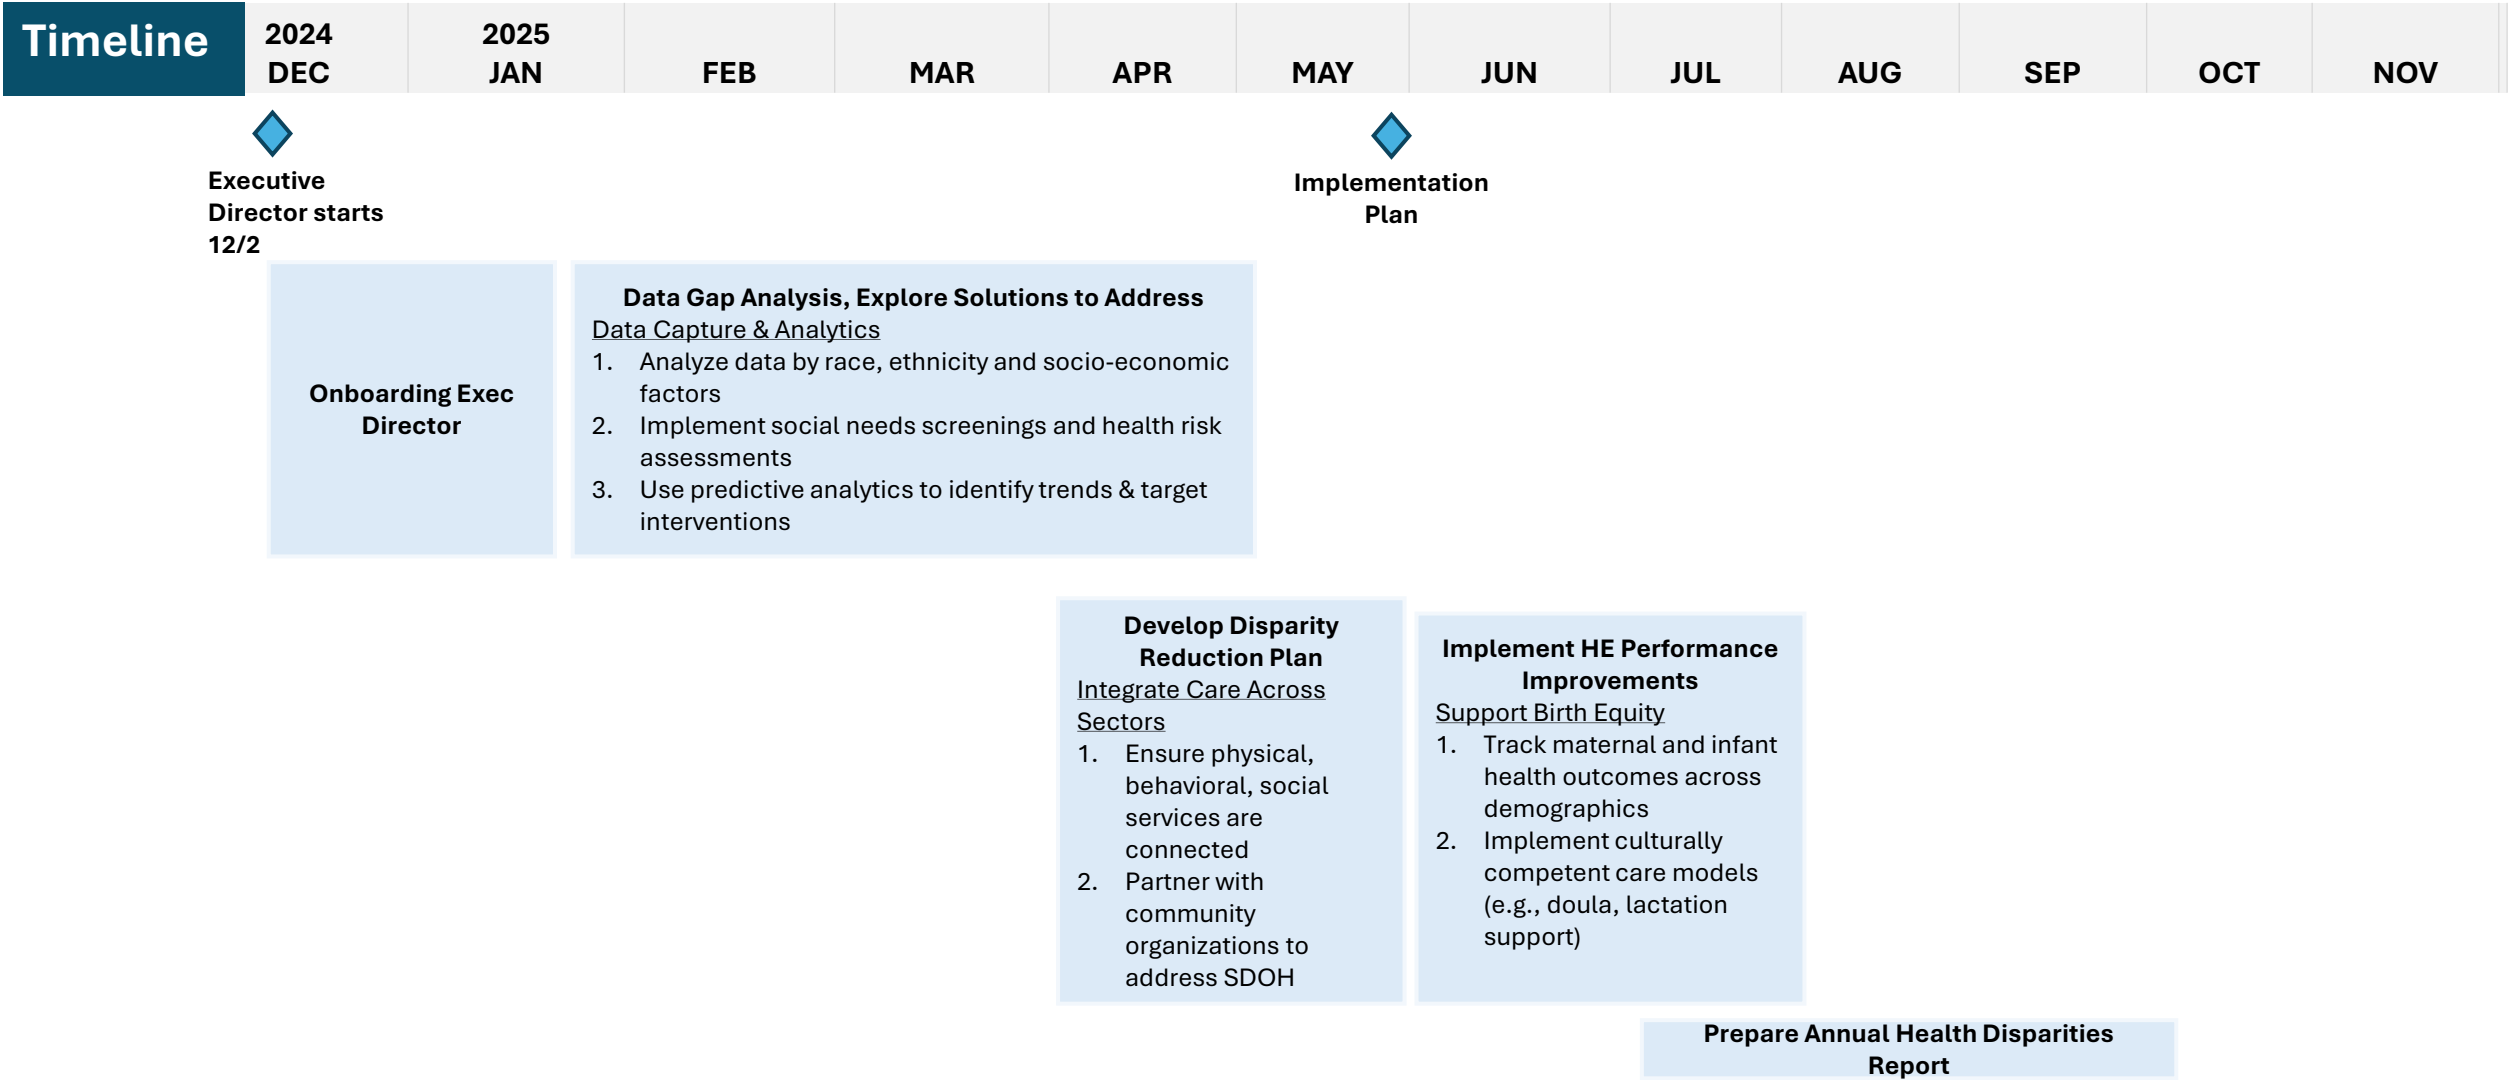 Timeline
2024
DEC
2025
JAN
FEB
MAR
APR
MAY
JUN
JUL
AUG
SEP
OCT
NOV
Executive
Director starts
12/2
Implementation
Plan
Onboarding Exec
Director
Data Gap Analysis, Explore Solutions to Address
Data Capture & Analytics
1. Analyze data by race, ethnicity and socio-economic
factors
2. Implement social needs screenings and health risk
assessments
3. Use predictive analytics to identify trends & target
interventions
Develop Disparity
Reduction Plan
Integrate Care Across
Sectors
1. Ensure physical,
behavioral, social
services are
connected
2. Partner with
community
organizations to
address SDOH
Implement HE Performance
Improvements
Support Birth Equity
1. Track maternal and infant
health outcomes across
demographics
2. Implement culturally
competent care models
(e.g., doula, lactation
support)
Prepare Annual Health Disparities
Report